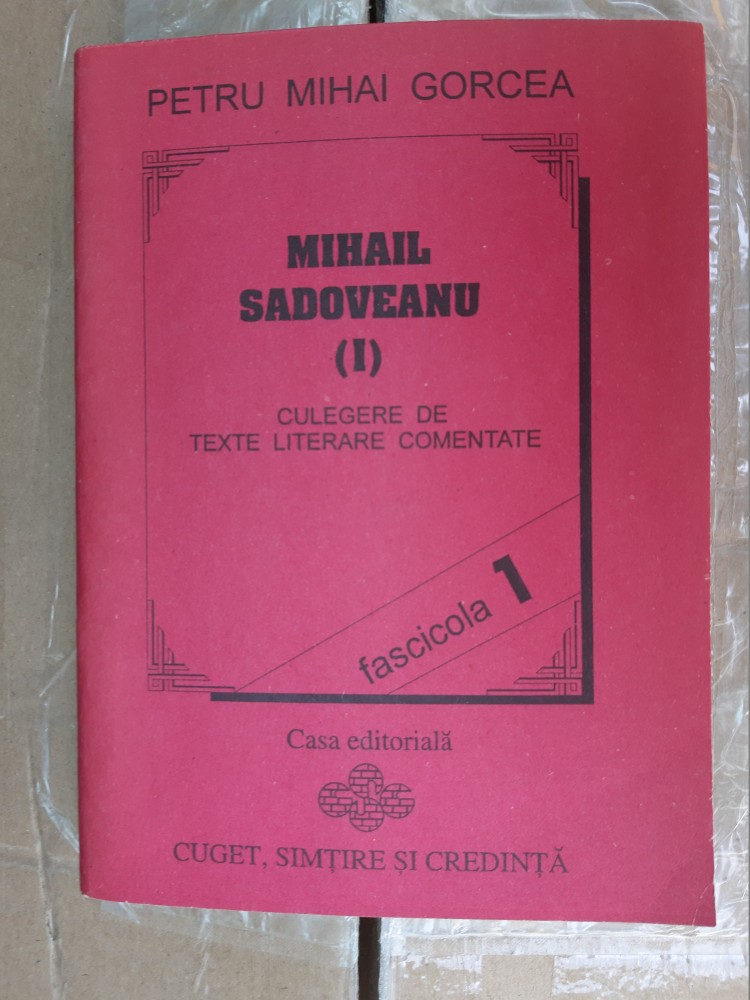 PETRU MIHAI GORCEA
MIHAIL
SADOVEANU
(I)
CULEGERE DE
TEXTE LITERARE COMENTATE
fascicola 1
Casa editorială
CUGET, SIMȚIRE ȘI CREDINȚĂ